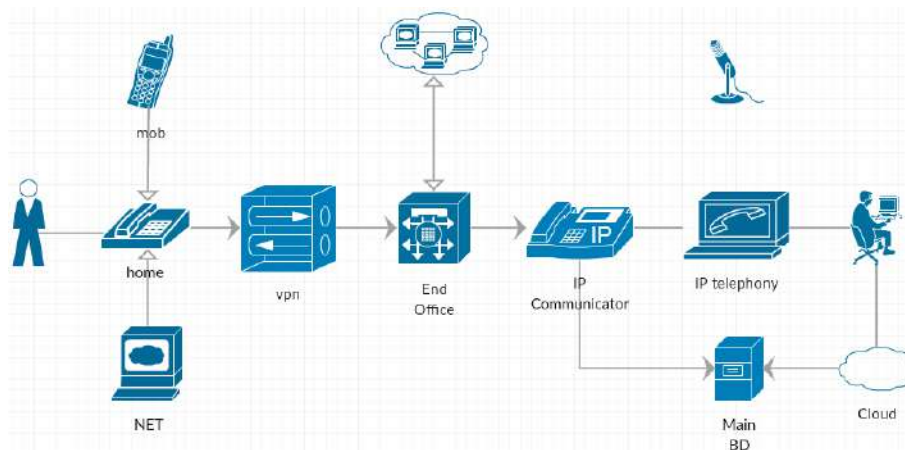 mob
home
vpn
End
Office
IP
IP
Communicator
IP telephony
NET
Main
BD
Cloud